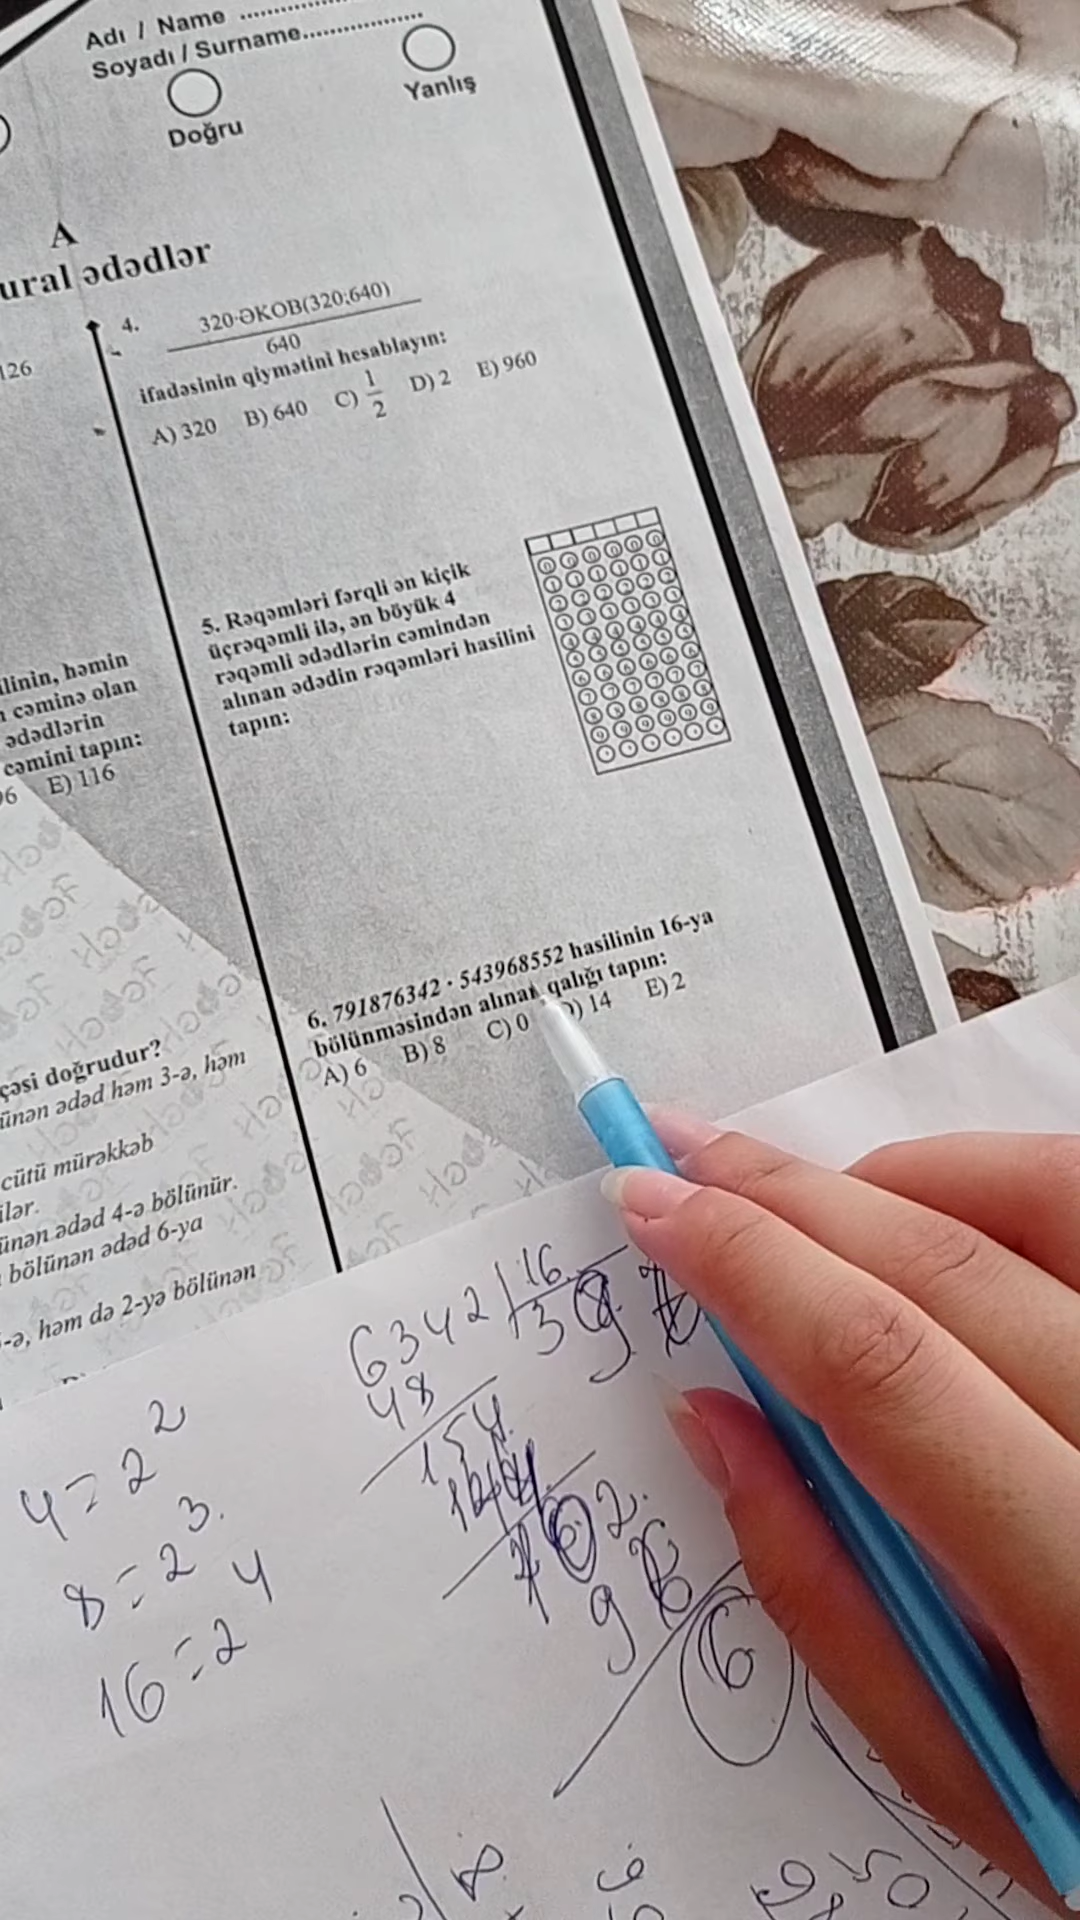 Adı / Name
Soyadı / Surname
Doğru
Yanlış
A
ural ədədlər
126
4. 320·ƏKOB(320;640)
640
ifadəsinin qiymətini hesablayın:
A) 320 B) 640 C) 1/2 D) 2 E) 960
ilinin, həmin
cəminə olan
ədədlərin
cəmini tapın:
E) 116
5. Rəqəmləri fərqli ən kiçik
üçrəqəmli ilə, ən böyük 4
rəqəmli ədədlərin cəmindən
alınan ədədin rəqəmləri hasilini
tapın:
6. 791876342 · 543968552 hasilinin 16-ya
bölünməsindən alınan qalığı tapın:
A) 6 B) 8 C) 0 D) 14 E) 2
çəsi doğrudur?
ünən ədəd həm 3-ə, həm
cütü mürəkkəb
ilər.
ünən ədəd 4-ə bölünür.
bölünən ədəd 6-ya
-ə, həm də 2-yə bölünən
6342 16
48
4=2²
8=2³
16=2⁴
6